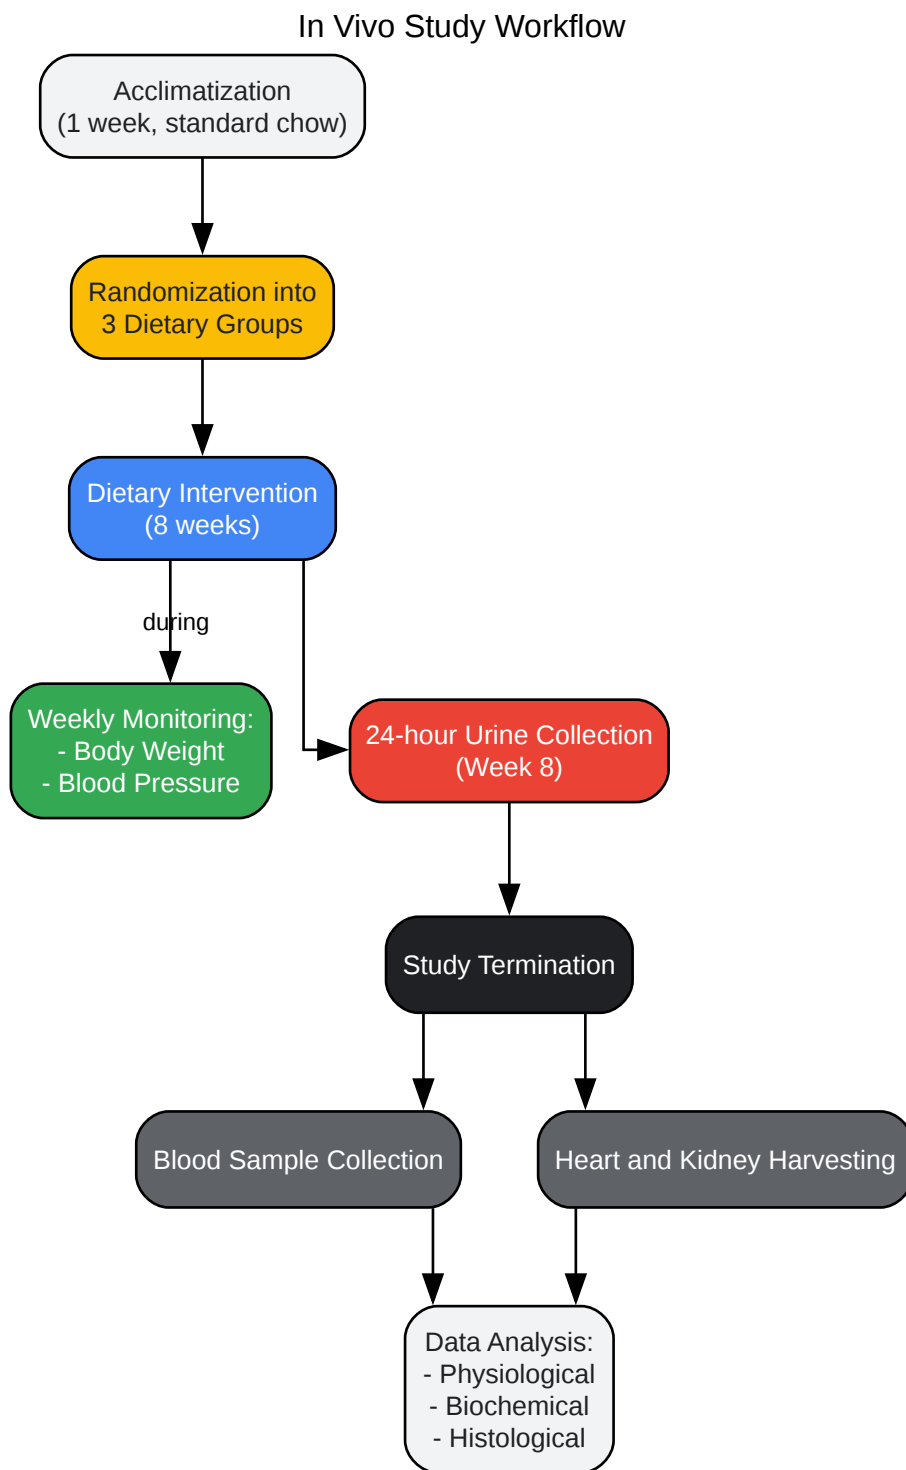 In Vivo Study Workflow
Acclimatization
(1 week, standard chow)
Randomization into
3 Dietary Groups
Dietary Intervention
(8 weeks)
during
Weekly Monitoring:
- Body Weight
- Blood Pressure
24-hour Urine Collection
(Week 8)
Study Termination
Blood Sample Collection
Heart and Kidney Harvesting
Data Analysis:
- Physiological
- Biochemical
- Histological